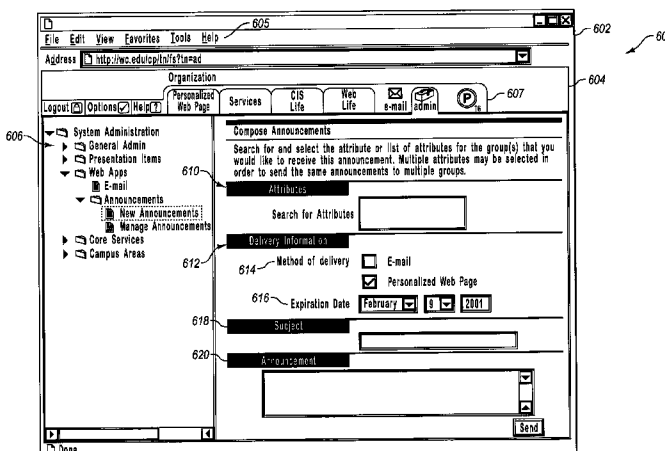 605
602
File Edit View Favorites Tools Help
60
Address http://wc.edu/cp/tn/fs?tn=ad
604
Organization
Logout Options Help? Personalized Web Page Services CIS Life Web Life e-mail admin P 607
606
System Administration
General Admin
Presentation Items
Web Apps
E-mail
Announcements
New Announcements
Manage Announcements
Core Services
Campus Areas
Compose Announcements
Search for and select the attribute or list of attributes for the group(s) that you
would like to receive this announcement. Multiple attributes may be selected in
order to send the same announcements to multiple groups.
610
Attributes
Search for Attributes
612
Delivery Information
614 Method of delivery E-mail
Personalized Web Page
616 Expiration Date February 9 2001
618
Subject
620
Announcement
Send
Done